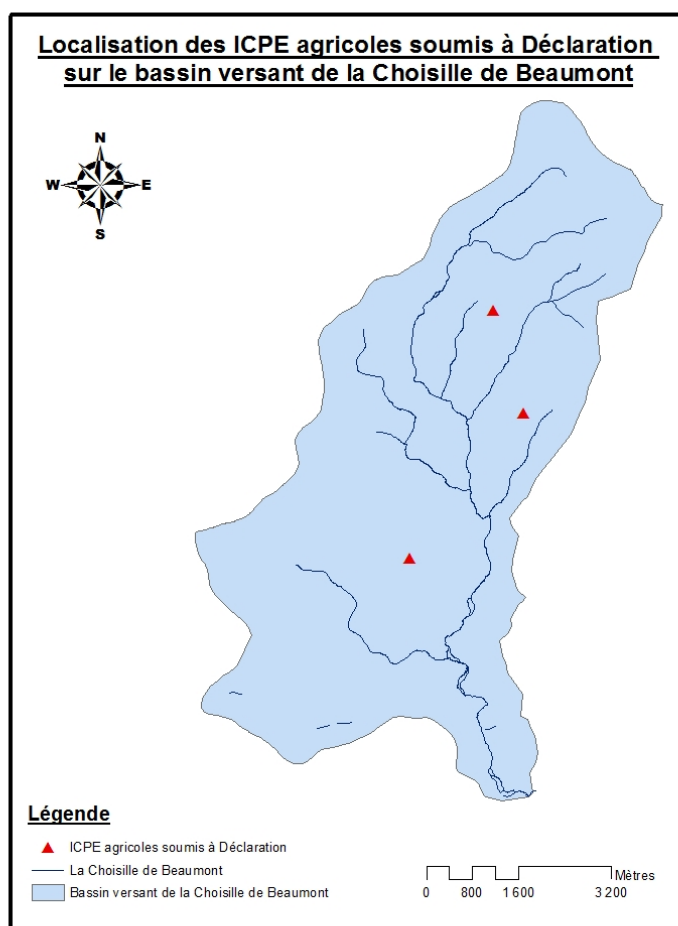 Localisation des ICPE agricoles soumis à Déclaration
sur le bassin versant de la Choisille de Beaumont
N
W E
S
Légende
ICPE agricoles soumis à Déclaration
La Choisille de Beaumont
Bassin versant de la Choisille de Beaumont
Mètres
0 800 1 600 3 200